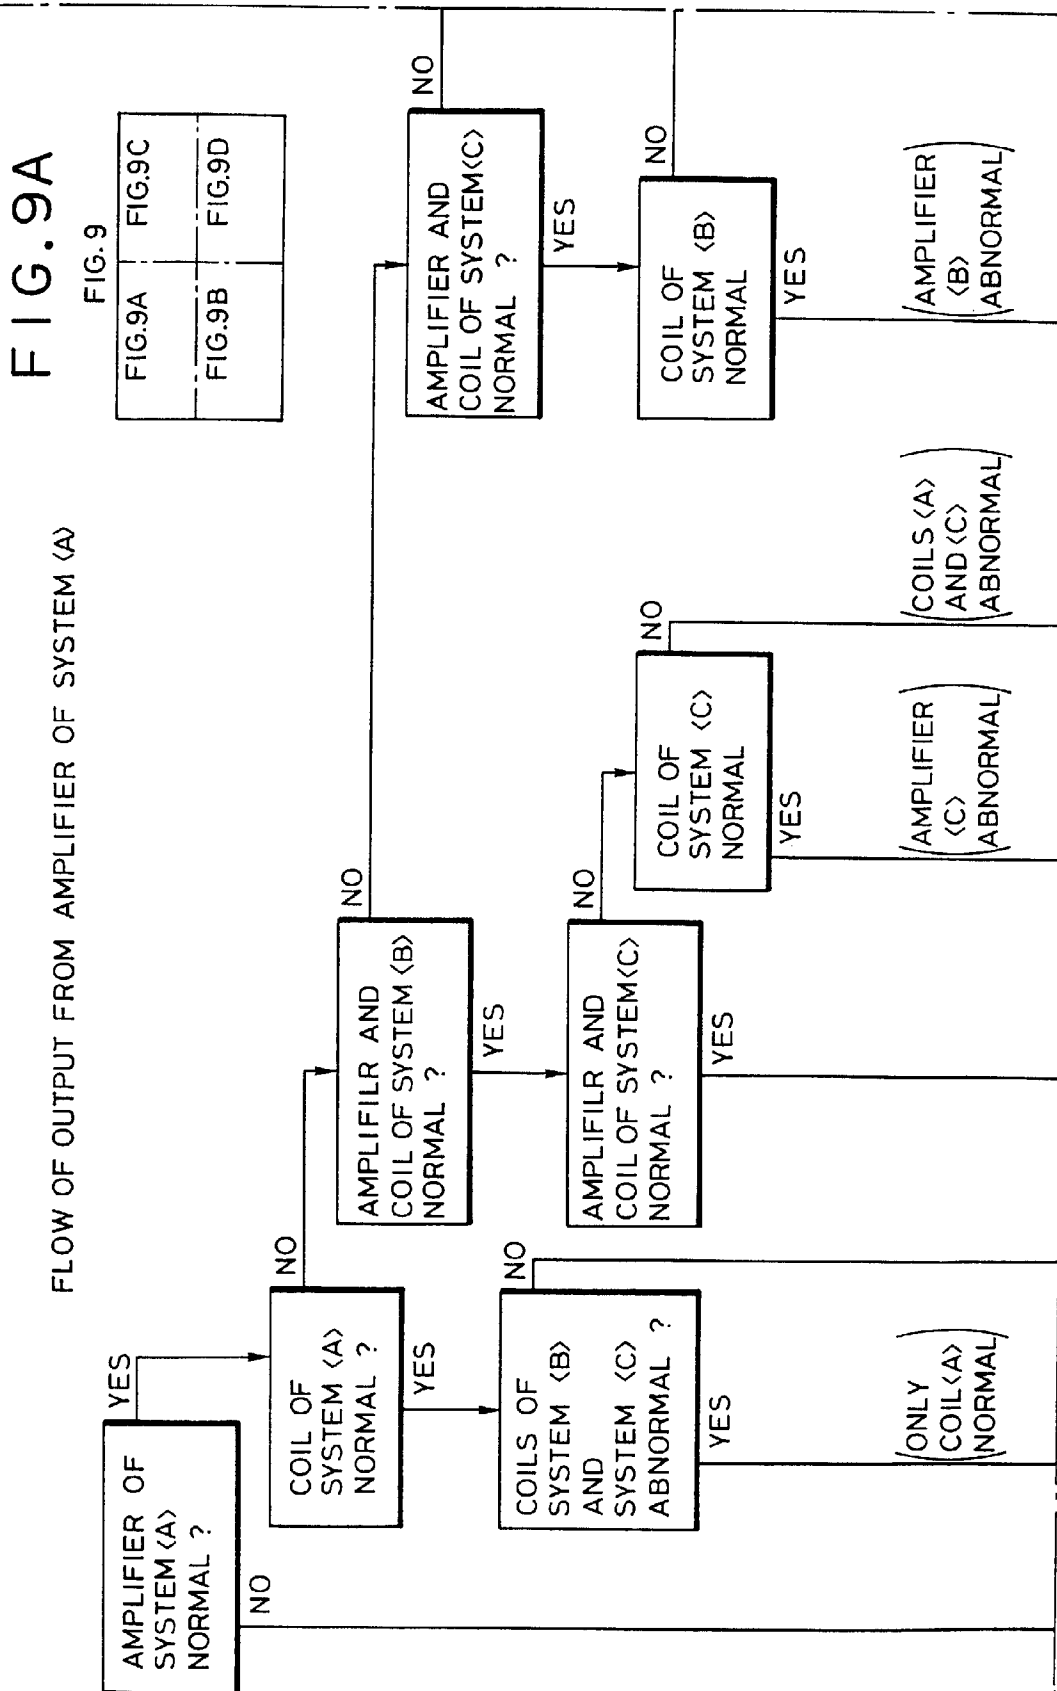 FIG.9A
FIG.9
FIG.9A
FIG.9C
FIG.9B
FIG.9D
FLOW OF OUTPUT FROM AMPLIFIER OF SYSTEM <A>
AMPLIFIER OF
SYSTEM <A>
NORMAL ?
YES
NO
COIL OF
SYSTEM <A>
NORMAL ?
NO
YES
COILS OF
SYSTEM <B>
AND
SYSTEM <C>
ABNORMAL ?
NO
YES
(ONLY
COIL<A>
NORMAL)
AMPLIFILR AND
COIL OF SYSTEM <B>
NORMAL ?
NO
YES
AMPLIFILR AND
COIL OF SYSTEM<C>
NORMAL ?
NO
YES
COIL OF
SYSTEM <C>
NORMAL
NO
YES
(AMPLIFIER
<C>
ABNORMAL)
(COILS <A>
AND <C>
ABNORMAL)
AMPLIFIER AND
COIL OF SYSTEM<C>
NORMAL ?
NO
YES
COIL OF
SYSTEM <B>
NORMAL
NO
YES
(AMPLIFIER
<B>
ABNORMAL)